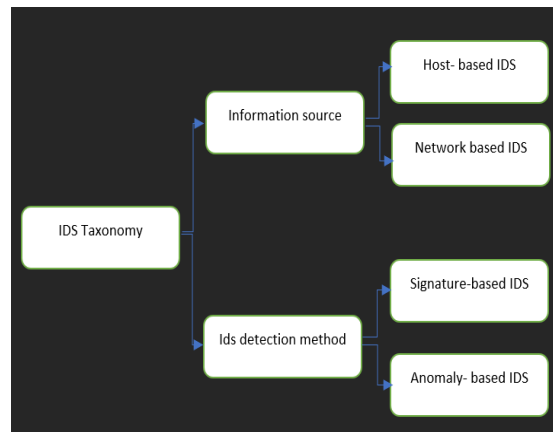 Host- based IDS
Information source
Network based IDS
IDS Taxonomy
Signature-based IDS
Ids detection method
Anomaly- based IDS